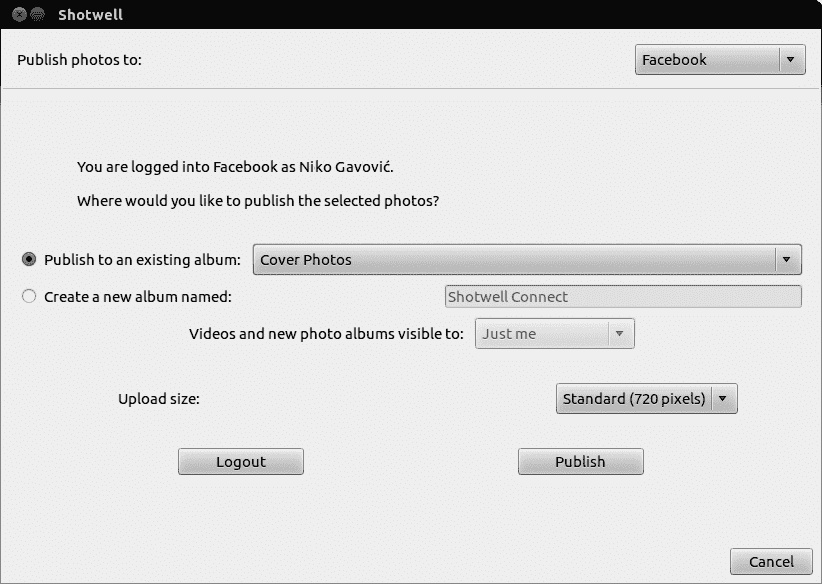 Shotwell
Publish photos to: Facebook
You are logged into Facebook as Niko Gavović.
Where would you like to publish the selected photos?
Publish to an existing album: Cover Photos
Create a new album named: Shotwell Connect
Videos and new photo albums visible to: Just me
Upload size: Standard (720 pixels)
Logout Publish
Cancel